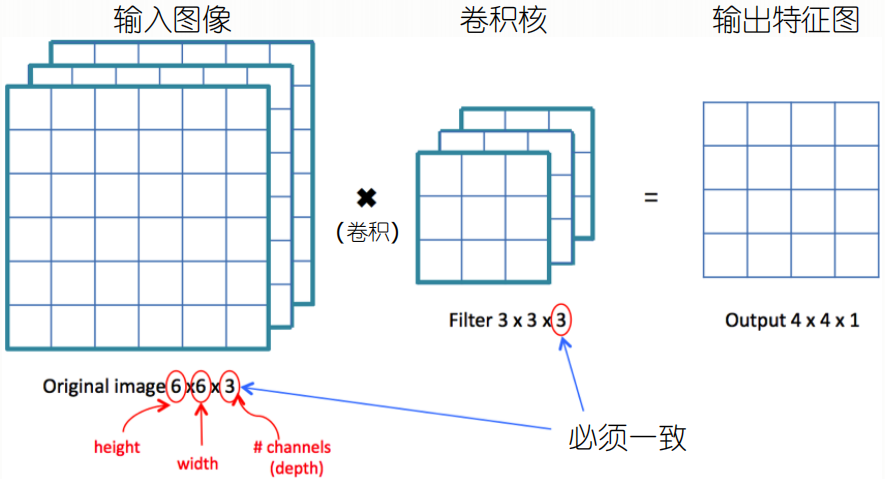 输入图像
卷积核
输出特征图
✖
(卷积)
=
Filter 3 x 3 x 3
Output 4 x 4 x 1
Original image 6 x 6 x 3
必须一致
height
width
# channels
(depth)